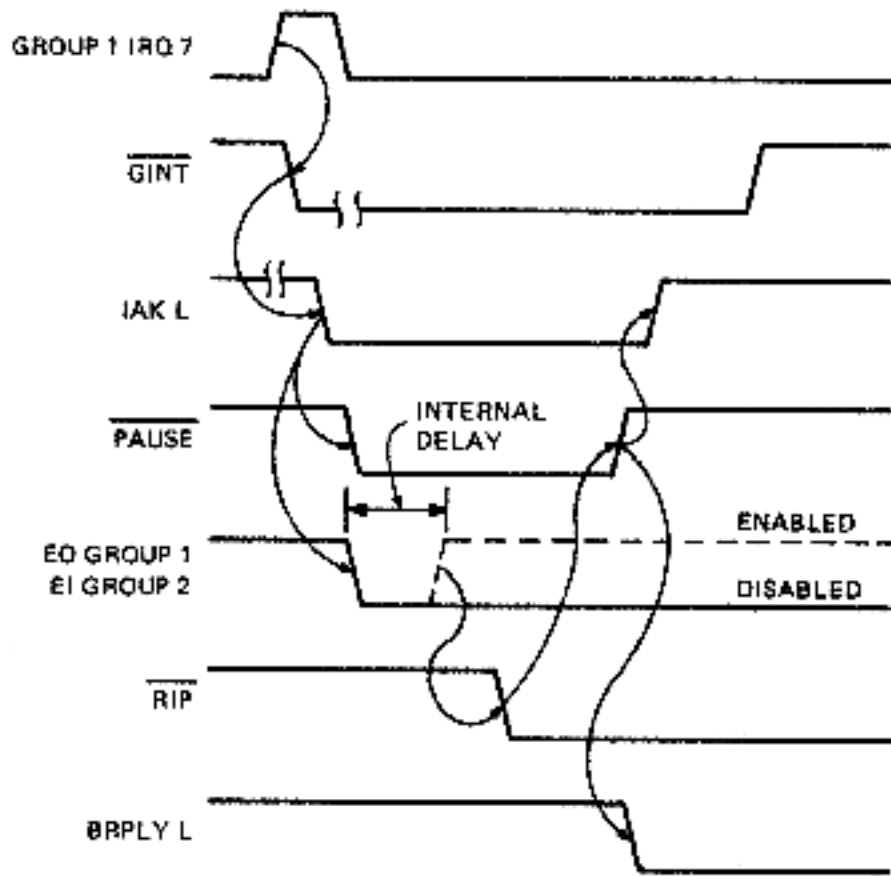 GROUP 1 IRQ 7
GINT
IAK L
PAUSE
INTERNAL
DELAY
EO GROUP 1
EI GROUP 2
ENABLED
DISABLED
RIP
BRPLY L